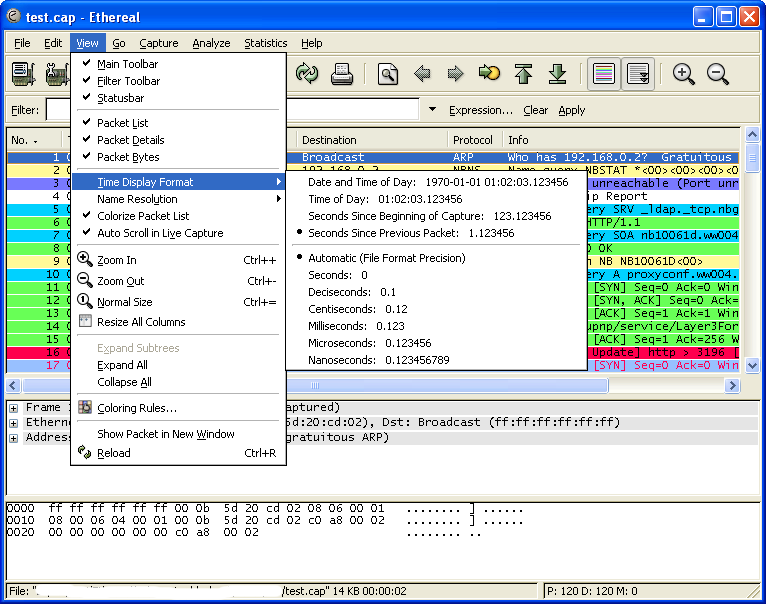 test.cap - Ethereal
File Edit View Go Capture Analyze Statistics Help
Main Toolbar
Filter Toolbar
Statusbar
Packet List
Packet Details
Packet Bytes
Time Display Format
Name Resolution
Colorize Packet List
Auto Scroll in Live Capture
Zoom In Ctrl++
Zoom Out Ctrl+-
Normal Size Ctrl+=
Resize All Columns
Expand Subtrees
Expand All
Collapse All
Coloring Rules...
Show Packet in New Window
Reload Ctrl+R
Date and Time of Day: 1970-01-01 01:02:03.123456
Time of Day: 01:02:03.123456
Seconds Since Beginning of Capture: 123.123456
Seconds Since Previous Packet: 1.123456
Automatic (File Format Precision)
Seconds: 0
Deciseconds: 0.1
Centiseconds: 0.12
Milliseconds: 0.123
Microseconds: 0.123456
Nanoseconds: 0.123456789
Filter: Expression... Clear Apply
No. Destination Protocol Info
1 Broadcast ARP Who has 192.168.0.2? Gratuitous
2 NBNS Name query NBSTAT *<00><00><00>
3 unreachable (Port unr
4 ip Report
5 ery SRV _ldap._tcp.nbg
6 HTTP/1.1
7 ery SOA nb10061d.ww004
8 0 OK
9 n NB NB10061D<00>
10 ery A proxyconf.ww004.
11 [SYN] Seq=0 Ack=0 Win
12 [SYN, ACK] Seq=0 Ack=
13 [ACK] Seq=1 Ack=1 Win
14 upnp/service/Layer3For
15 [ACK] Seq=1 Ack=256 W
16 Update] http > 3196 [
17 [SYN] Seq=0 Ack=0 Win
Frame aptured)
Etherne 5d:20:cd:02), Dst: Broadcast (ff:ff:ff:ff:ff:ff)
Address gratuitous ARP)
0000 ff ff ff ff ff ff 00 0b 5d 20 cd 02 08 06 00 01 ........ ] ......
0010 08 00 06 04 00 01 00 0b 5d 20 cd 02 c0 a8 00 02 ........ ] ......
0020 00 00 00 00 00 00 c0 a8 00 02 ........ ..
File: " /test.cap" 14 KB 00:00:02 P: 120 D: 120 M: 0